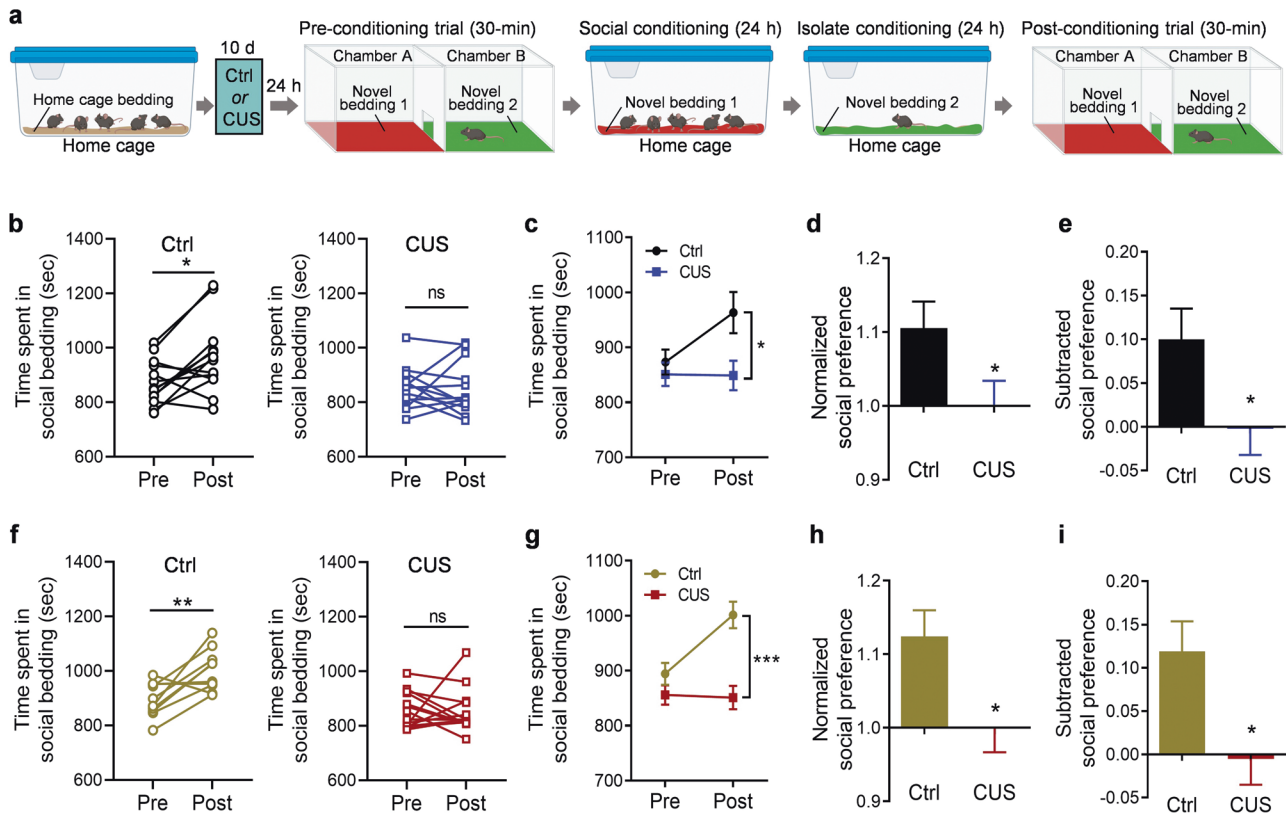 a
10 d
Ctrl
or
CUS
24 h
Home cage bedding
Home cage
Pre-conditioning trial (30-min)
Chamber A
Chamber B
Novel
bedding 1
Novel
bedding 2
Social conditioning (24 h)
Novel bedding 1
Home cage
Isolate conditioning (24 h)
Novel bedding 2
Home cage
Post-conditioning trial (30-min)
Chamber A
Chamber B
Novel
bedding 1
Novel
bedding 2
b
Time spent in
social bedding (sec)
1400
1200
1000
800
600
Ctrl
*
Pre
Post
Time spent in
social bedding (sec)
1400
1200
1000
800
600
CUS
ns
Pre
Post
c
Time spent in
social bedding (sec)
1100
1000
900
800
700
Ctrl
CUS
*
Pre
Post
d
Normalized
social preference
1.2
1.1
1.0
0.9
*
Ctrl
CUS
e
Subtracted
social preference
0.20
0.15
0.10
0.05
0.00
-0.05
*
Ctrl
CUS
f
Time spent in
social bedding (sec)
1400
1200
1000
800
600
Ctrl
**
Pre
Post
Time spent in
social bedding (sec)
1400
1200
1000
800
600
CUS
ns
Pre
Post
g
Time spent in
social bedding (sec)
1100
1000
900
800
700
Ctrl
CUS
***
Pre
Post
h
Normalized
social preference
1.2
1.1
1.0
0.9
*
Ctrl
CUS
i
Subtracted
social preference
0.20
0.15
0.10
0.05
0.00
-0.05
*
Ctrl
CUS